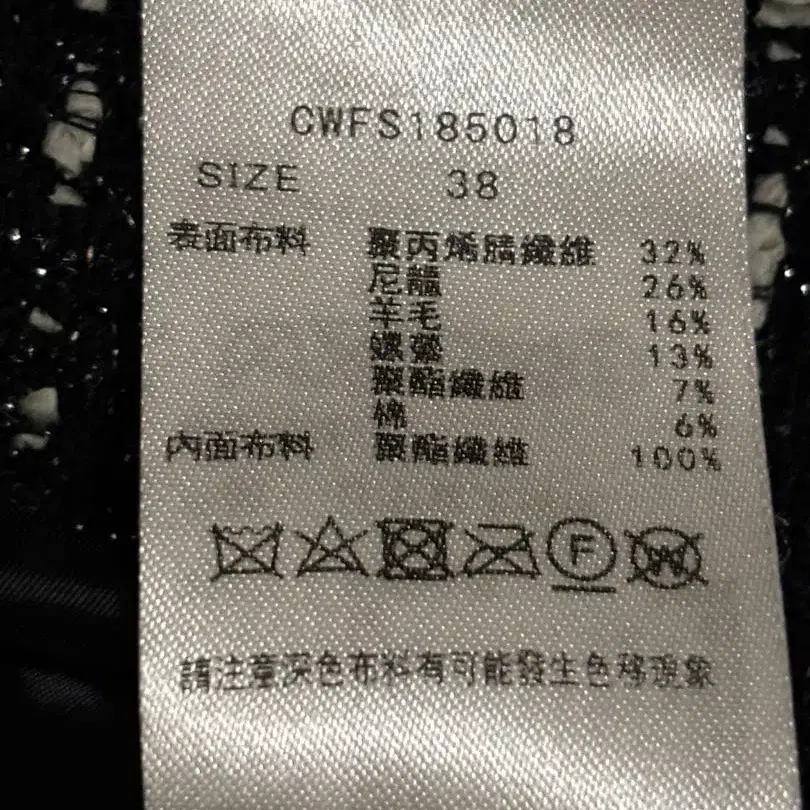 CWFS185018
SIZE 38
表面布料 聚丙烯腈纖維 32%
尼龍 26%
羊毛 16%
嫘縈 13%
聚酯纖維 7%
棉 6%
內面布料 聚酯纖維 100%
F
W
請注意深色布料有可能發生色移現象